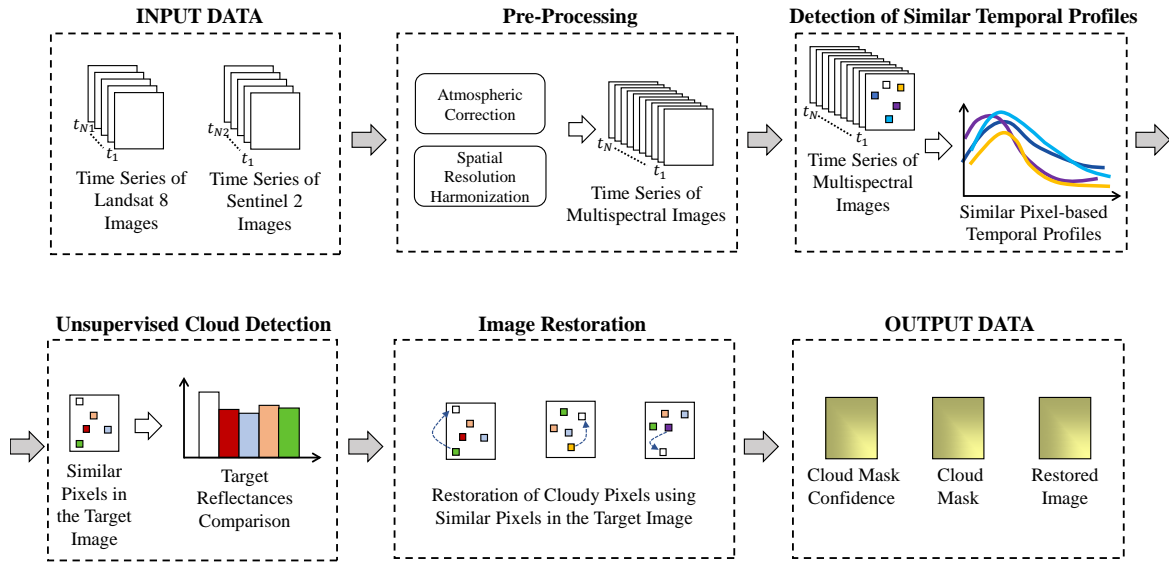 INPUT DATA
t_{N1}
t_1
Time Series of
Landsat 8
Images
t_{N2}
t_1
Time Series of
Sentinel 2
Images
Pre-Processing
Atmospheric
Correction
Spatial
Resolution
Harmonization
t_N
t_1
Time Series of
Multispectral Images
Detection of Similar Temporal Profiles
t_N
t_1
Time Series of
Multispectral
Images
Similar Pixel-based
Temporal Profiles
Unsupervised Cloud Detection
Similar
Pixels in
the Target
Image
Target
Reflectances
Comparison
Image Restoration
Restoration of Cloudy Pixels using
Similar Pixels in the Target Image
OUTPUT DATA
Cloud Mask
Confidence
Cloud
Mask
Restored
Image